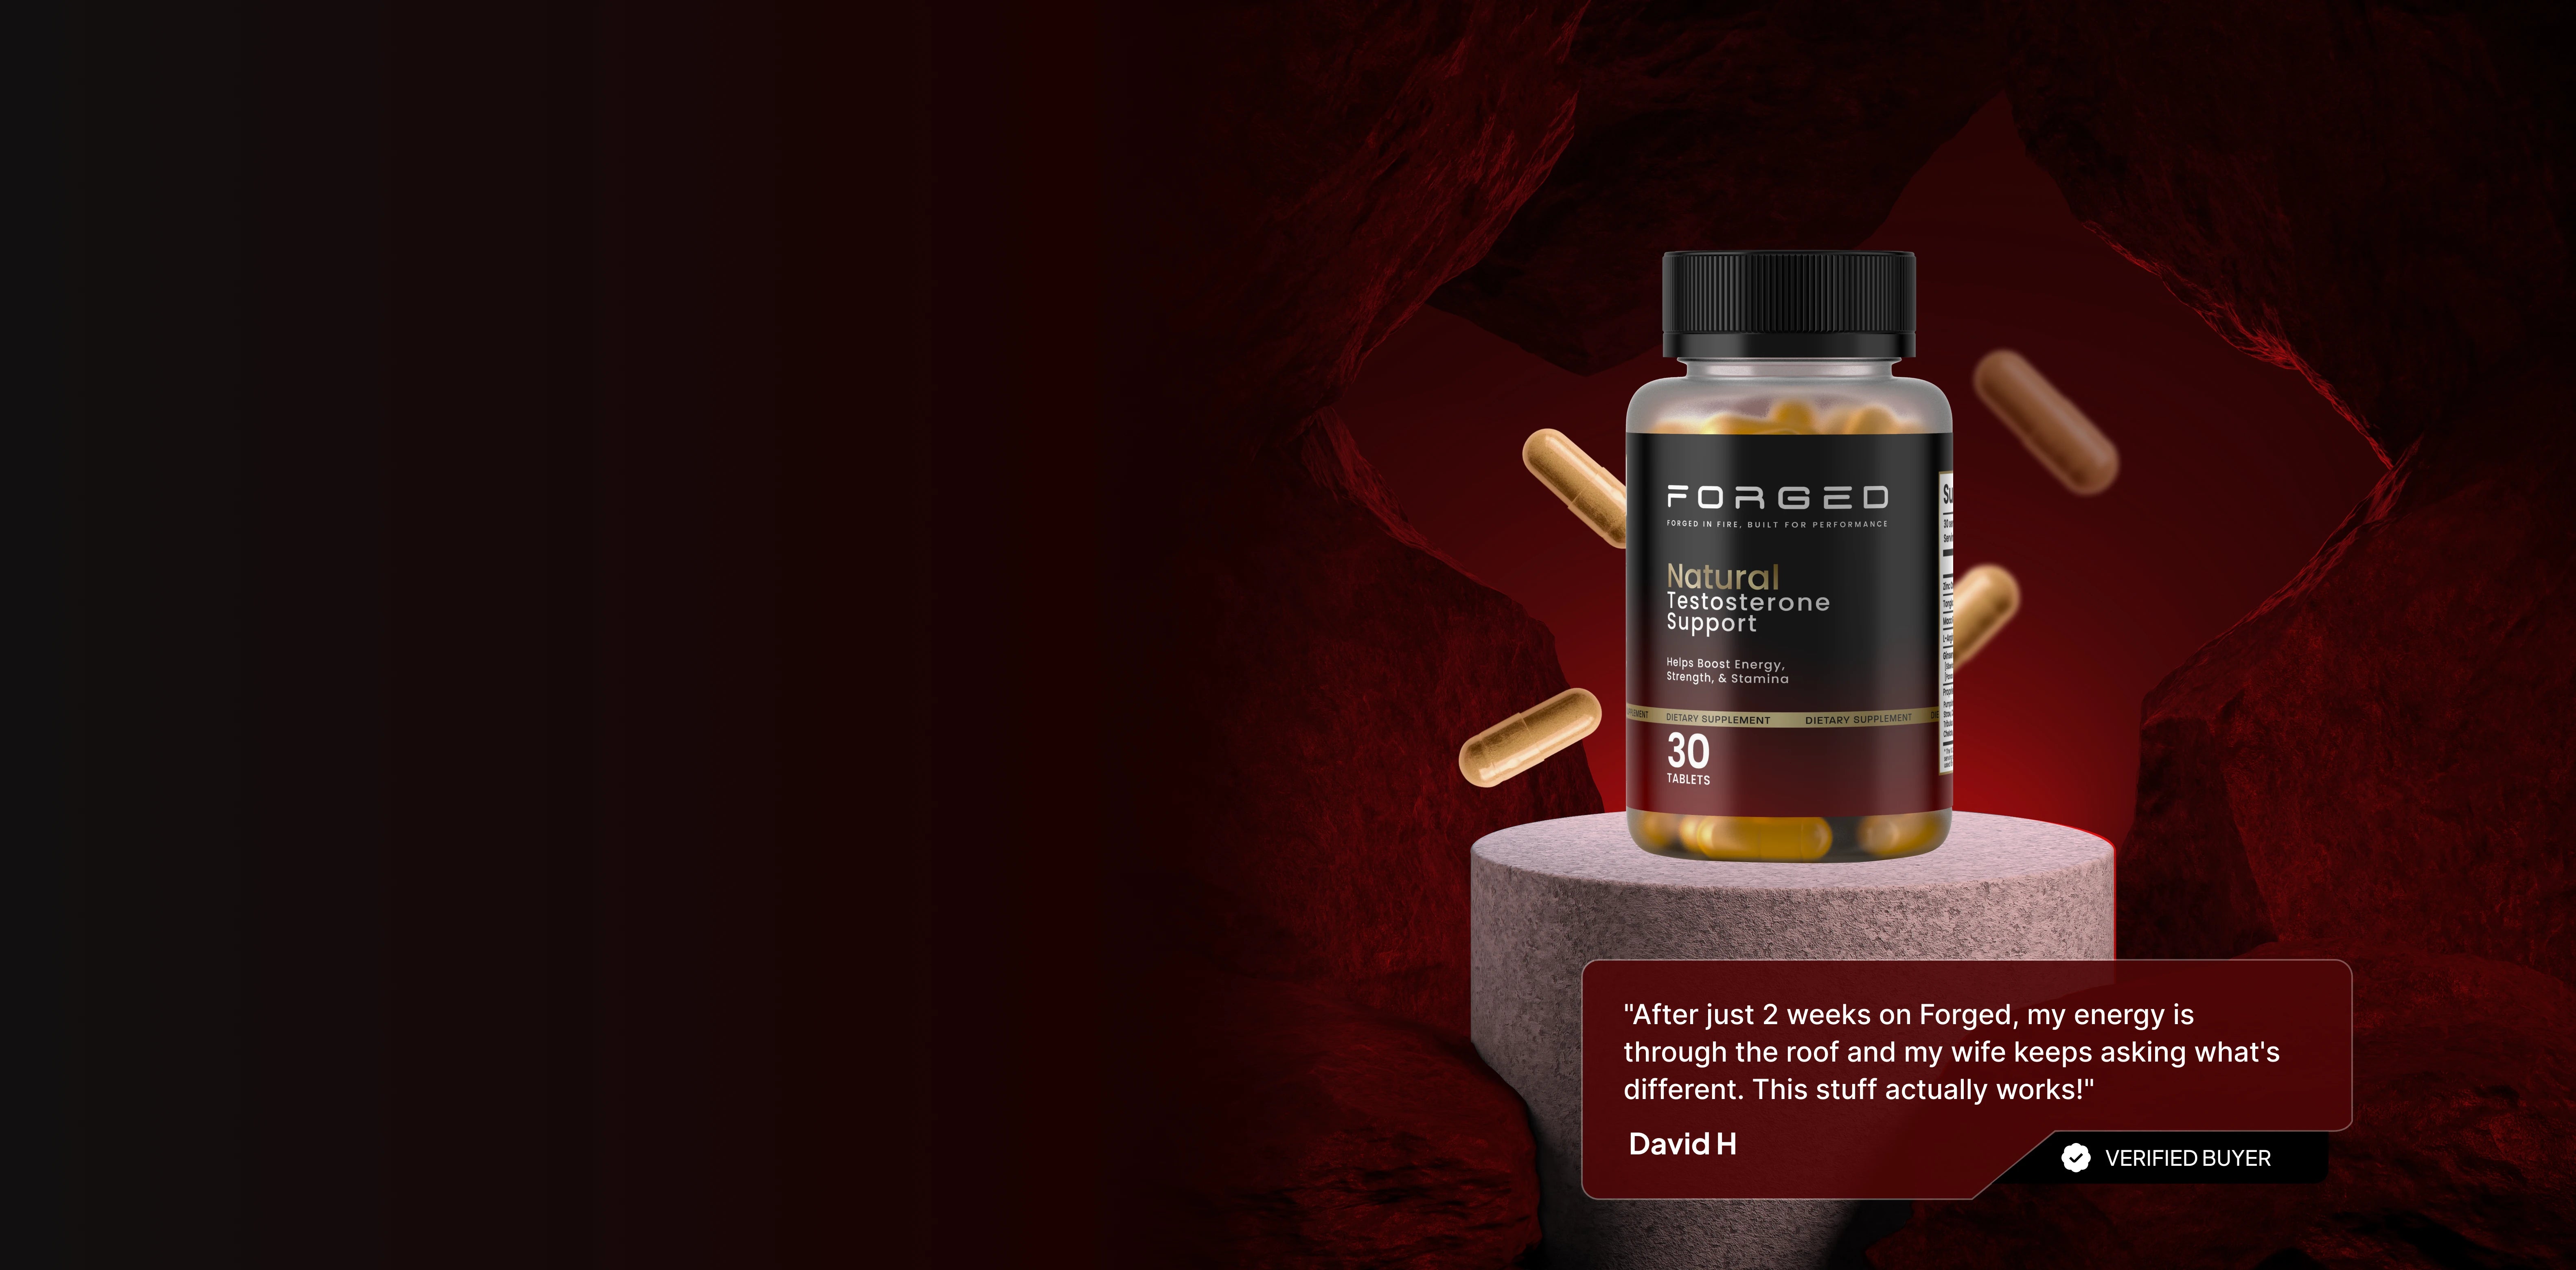 FORGED
FORGED IN FIRE, BUILT FOR PERFORMANCE
Natural
Testosterone
Support
Helps Boost Energy,
Strength, & Stamina
DIETARY SUPPLEMENT DIETARY SUPPLEMENT
30
TABLETS
"After just 2 weeks on Forged, my energy is
through the roof and my wife keeps asking what's
different. This stuff actually works!"
David H
VERIFIED BUYER